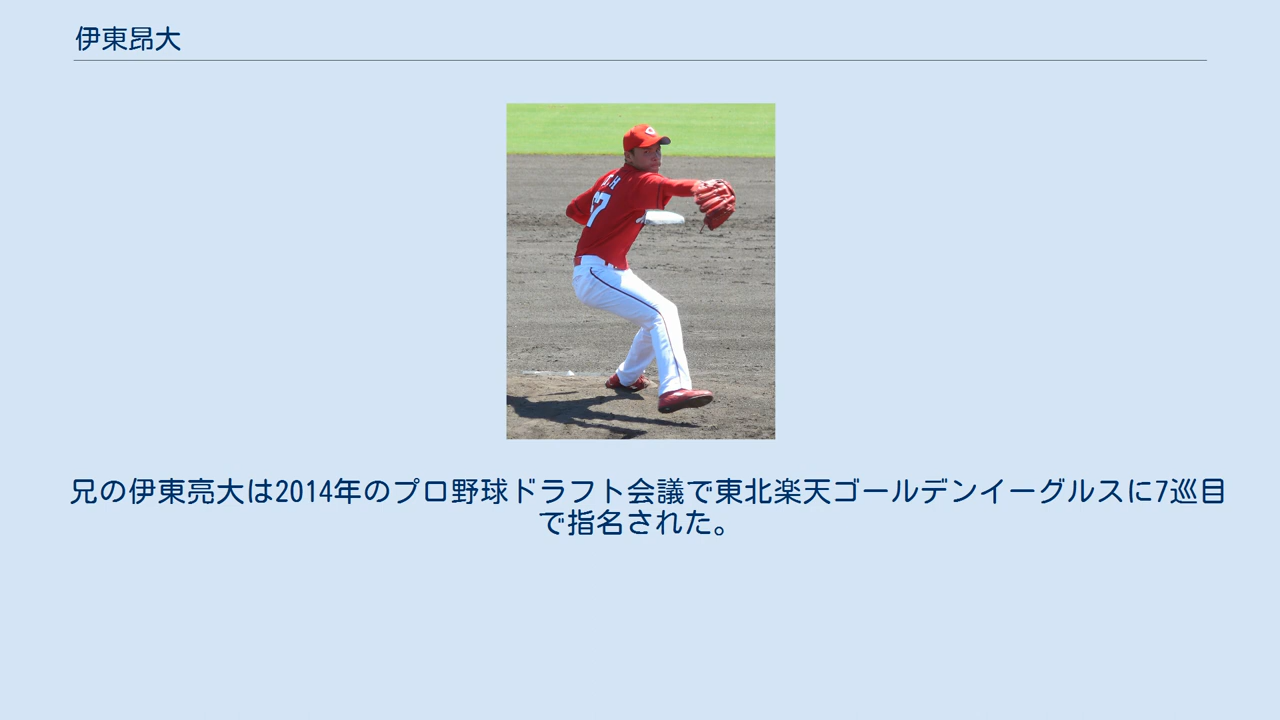 伊東昂大
兄の伊東亮大は2014年のプロ野球ドラフト会議で東北楽天ゴールデンイーグルスに7巡目
で指名された。